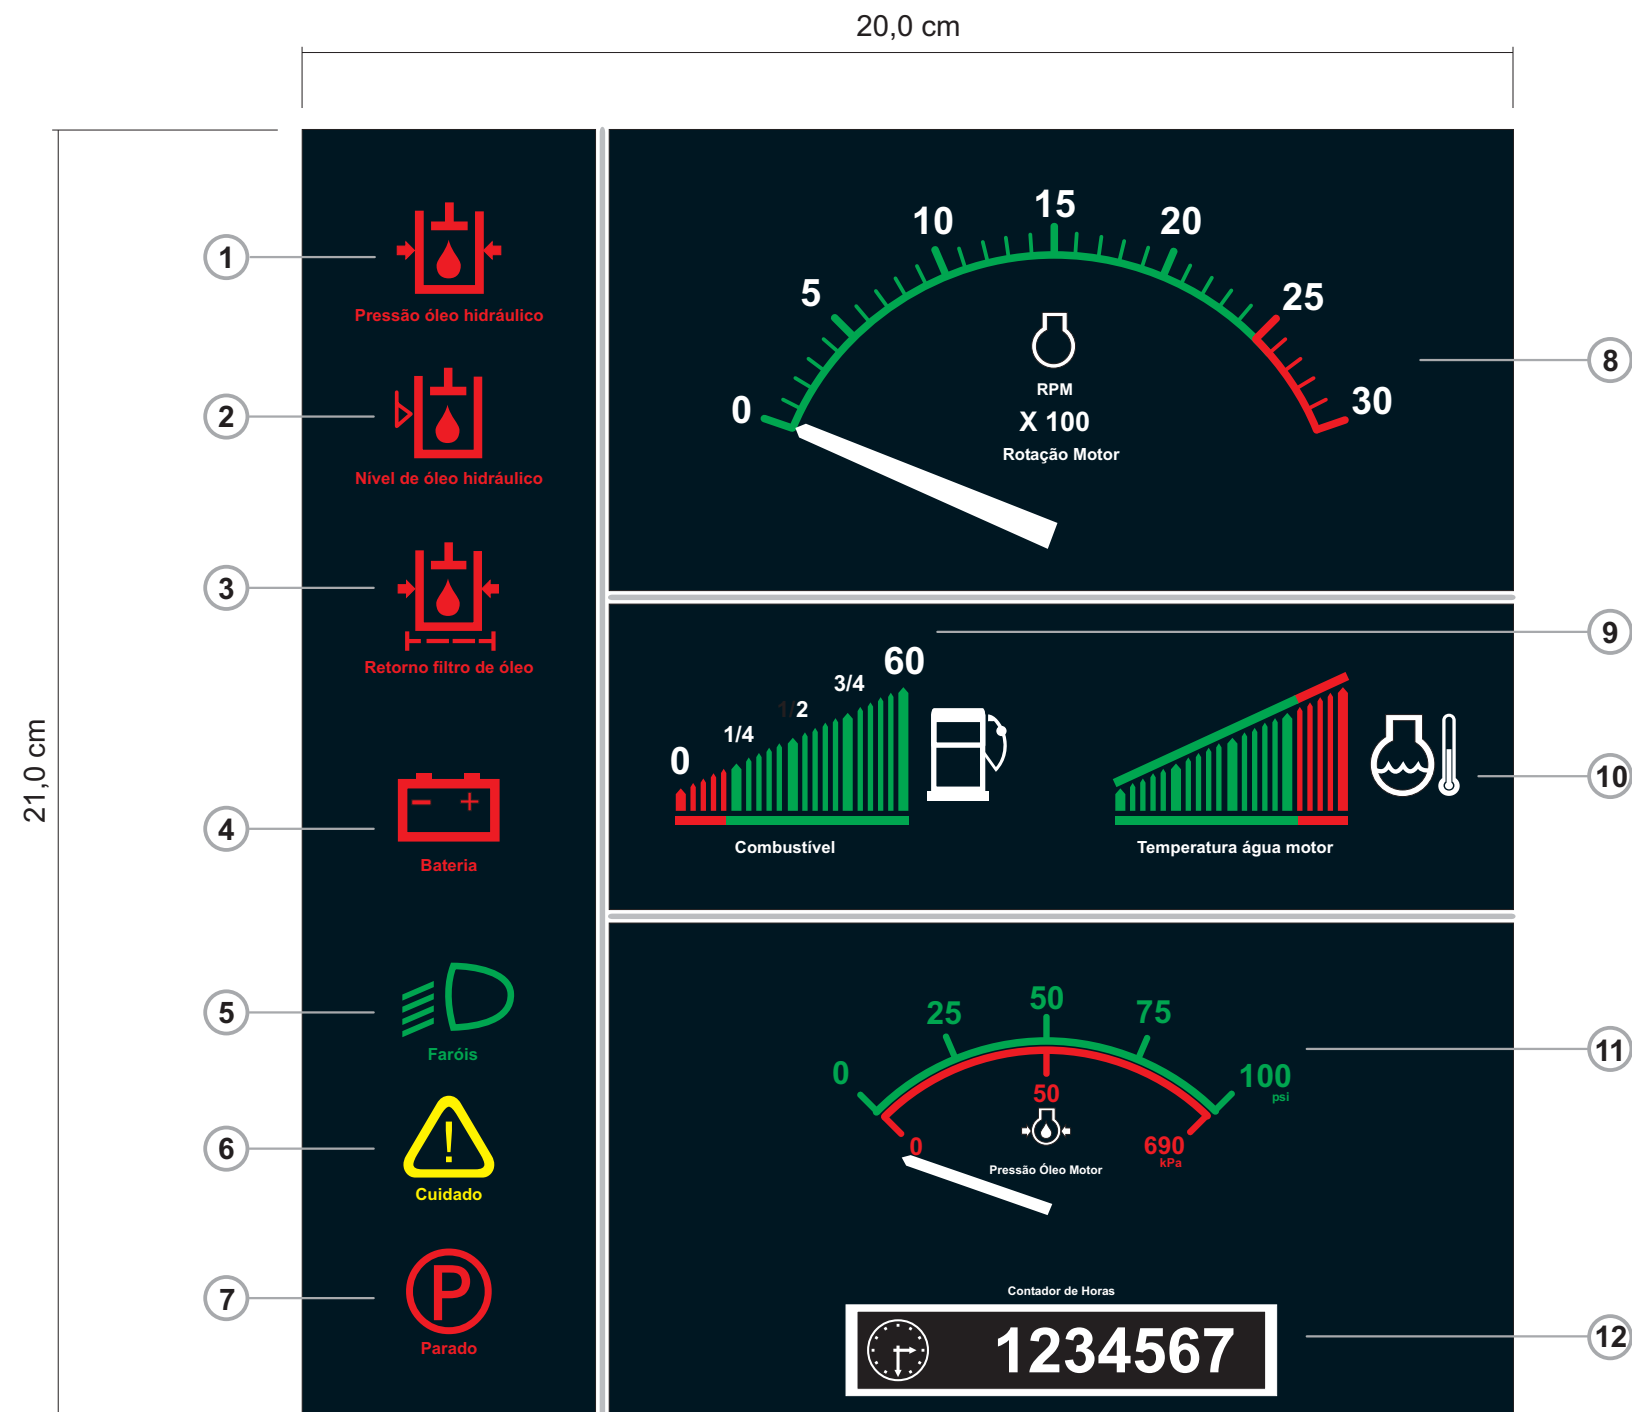 20,0 cm
21,0 cm
1
Pressão óleo hidráulico
2
Nível de óleo hidráulico
3
Retorno filtro de óleo
4
- +
Bateria
5
Faróis
6
!
Cuidado
7
P
Parado
0
5
10
15
20
25
30
RPM
X 100
Rotação Motor
8
9
0
1/4
1/2
3/4
60
Combustível
Temperatura água motor
10
0
25
50
75
100
psi
0
50
690
kPa
Pressão Óleo Motor
11
Contador de Horas
1234567
12